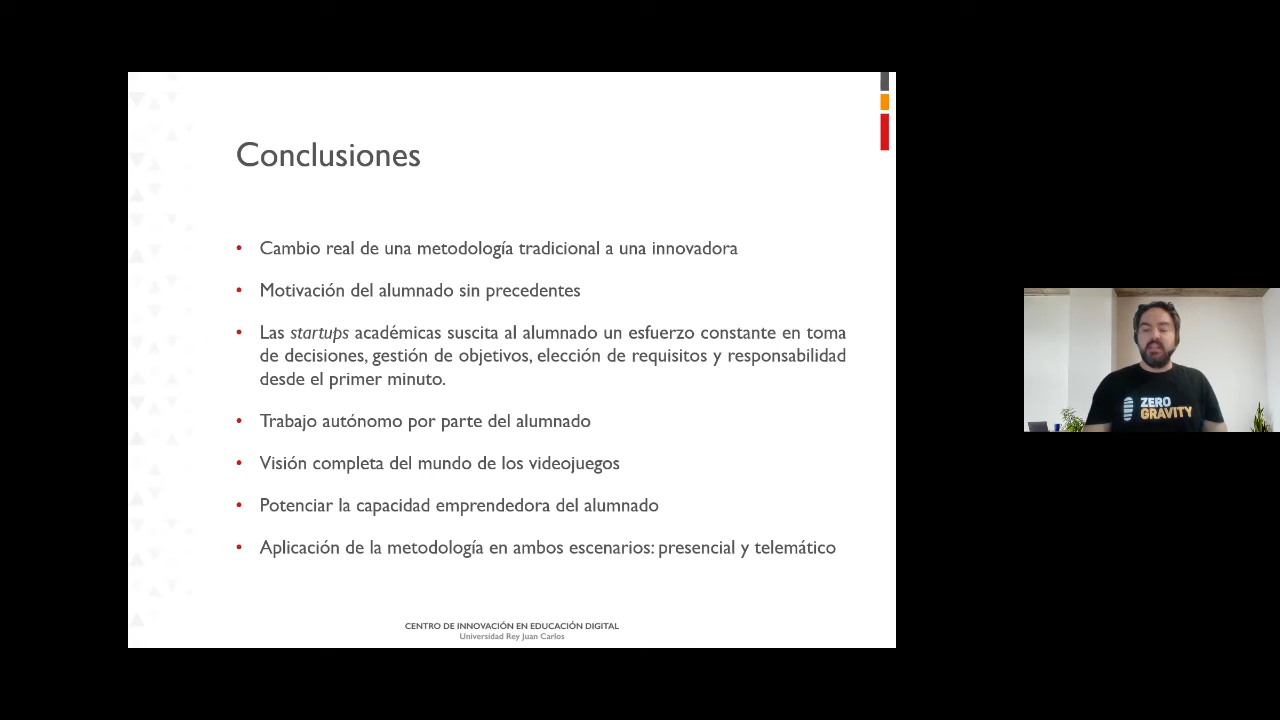 Conclusiones
• Cambio real de una metodología tradicional a una innovadora
• Motivación del alumnado sin precedentes
• Las startups académicas suscita al alumnado un esfuerzo constante en toma
de decisiones, gestión de objetivos, elección de requisitos y responsabilidad
desde el primer minuto.
• Trabajo autónomo por parte del alumnado
• Visión completa del mundo de los videojuegos
• Potenciar la capacidad emprendedora del alumnado
• Aplicación de la metodología en ambos escenarios: presencial y telemático
CENTRO DE INNOVACIÓN EN EDUCACIÓN DIGITAL
Universidad Rey Juan Carlos
ZERO
GRAVITY